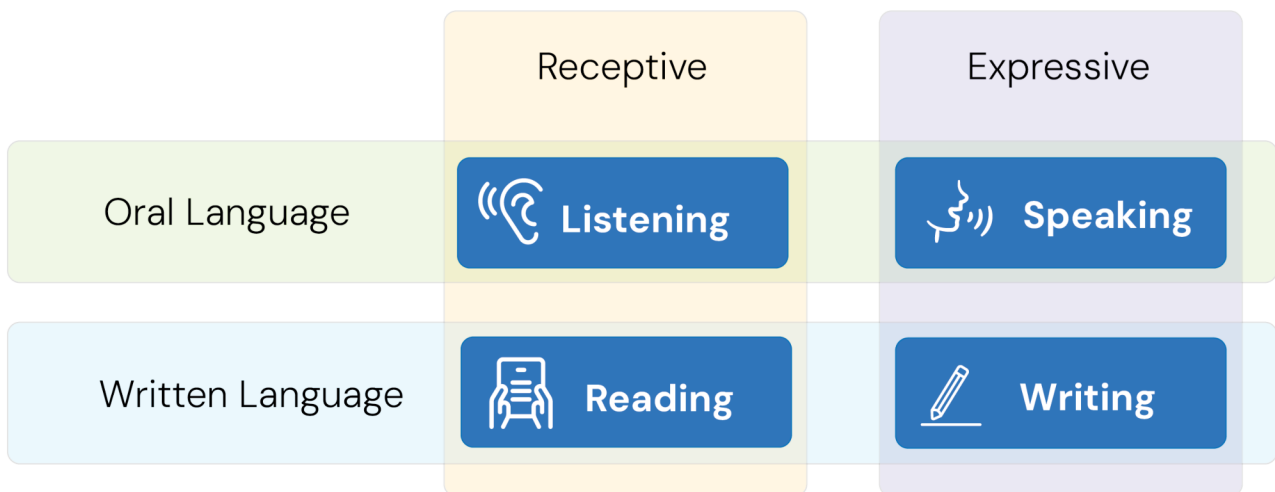 Receptive Expressive
Oral Language Listening Speaking
Written Language Reading Writing